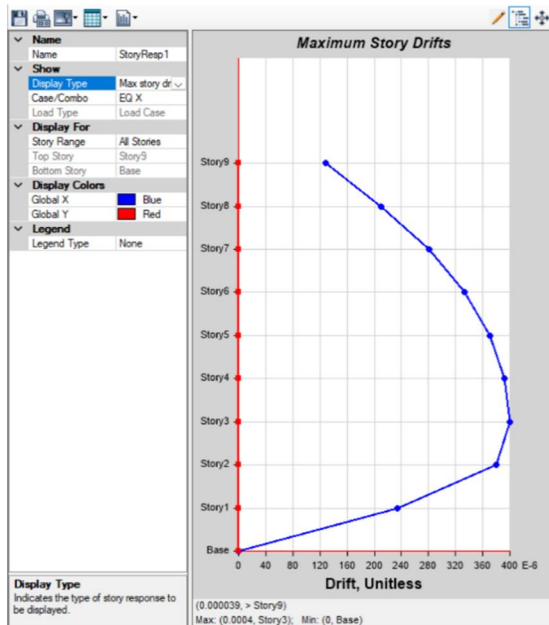 Maximum Story Drifts
Name
Name StoryResp1
Show
Display Type Max story dr
Case/Combo EQ X
Load Type Load Case
Display For
Story Range All Stories
Top Story Story9
Bottom Story Base
Display Colors
Global X Blue
Global Y Red
Legend
Legend Type None
Story9
Story8
Story7
Story6
Story5
Story4
Story3
Story2
Story1
Base
0 40 80 120 160 200 240 280 320 360 400 E-6
Drift, Unitless
Display Type
Indicates the type of story response to
be displayed.
(0.000039, > Story9)
Max: (0.0004, Story3); Min: (0, Base)